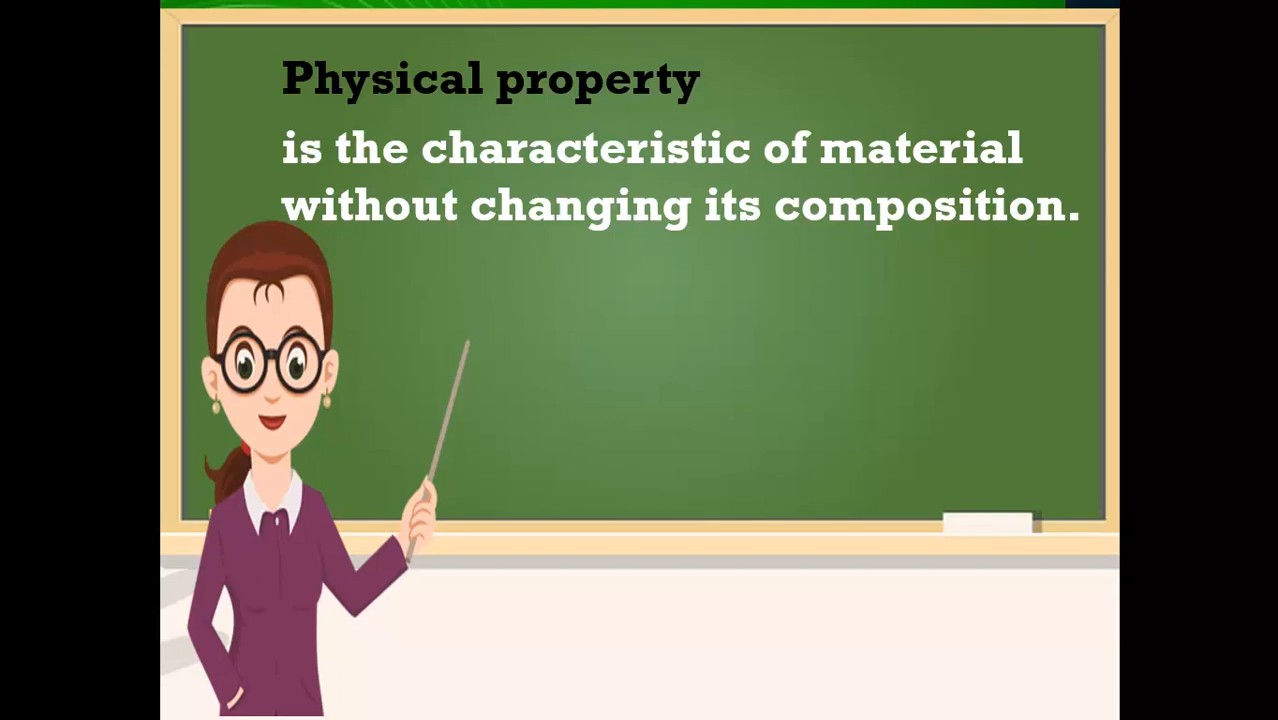 Physical property
is the characteristic of material
without changing its composition.